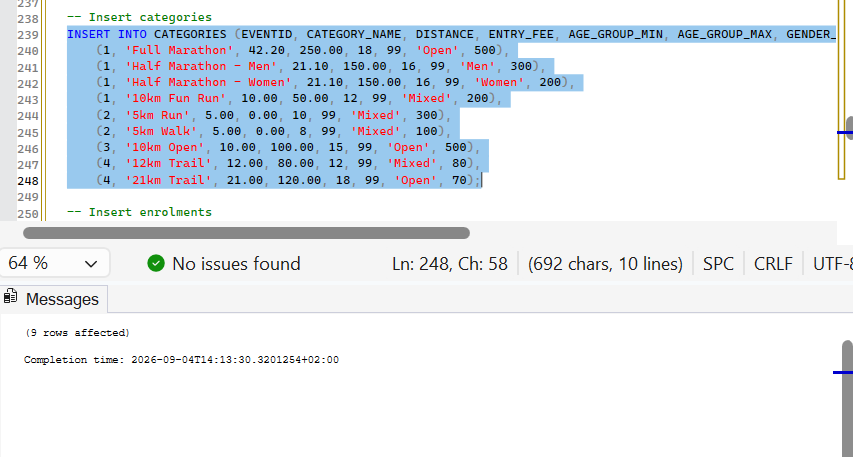 237
238 -- Insert categories
239 INSERT INTO CATEGORIES (EVENTID, CATEGORY_NAME, DISTANCE, ENTRY_FEE, AGE_GROUP_MIN, AGE_GROUP_MAX, GENDER_
240 (1, 'Full Marathon', 42.20, 250.00, 18, 99, 'Open', 500),
241 (1, 'Half Marathon - Men', 21.10, 150.00, 16, 99, 'Men', 300),
242 (1, 'Half Marathon - Women', 21.10, 150.00, 16, 99, 'Women', 200),
243 (1, '10km Fun Run', 10.00, 50.00, 12, 99, 'Mixed', 200),
244 (2, '5km Run', 5.00, 0.00, 10, 99, 'Mixed', 300),
245 (2, '5km Walk', 5.00, 0.00, 8, 99, 'Mixed', 100),
246 (3, '10km Open', 10.00, 100.00, 15, 99, 'Open', 500),
247 (4, '12km Trail', 12.00, 80.00, 12, 99, 'Mixed', 80),
248 (4, '21km Trail', 21.00, 120.00, 18, 99, 'Open', 70);
249
250 -- Insert enrolments
64 % No issues found Ln: 248, Ch: 58 (692 chars, 10 lines) SPC CRLF UTF-8
Messages
(9 rows affected)
Completion time: 2026-09-04T14:13:30.3201254+02:00